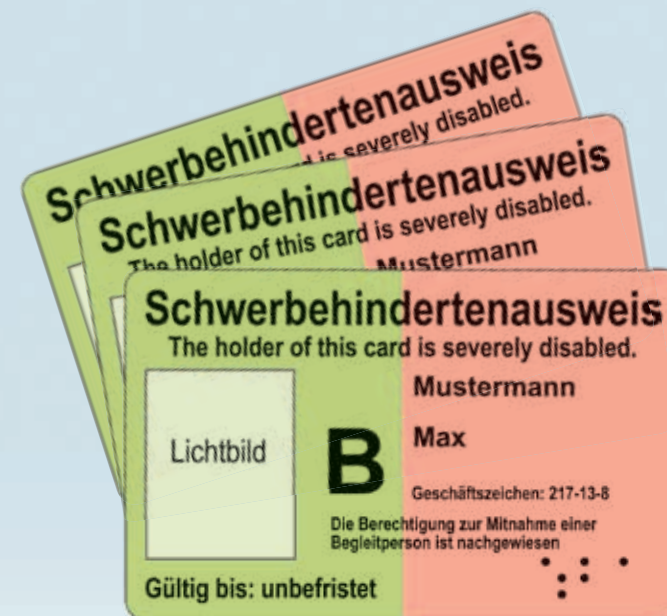 Schwerbehindertenausweis
is severely disabled.
Schwerbehindertenausweis
The holder of this card is severely disabled.
Mustermann
Schwerbehindertenausweis
The holder of this card is severely disabled.
Mustermann
Lichtbild
B
Max
Geschäftszeichen: 217-13-8
Die Berechtigung zur Mitnahme einer
Begleitperson ist nachgewiesen
Gültig bis: unbefristet